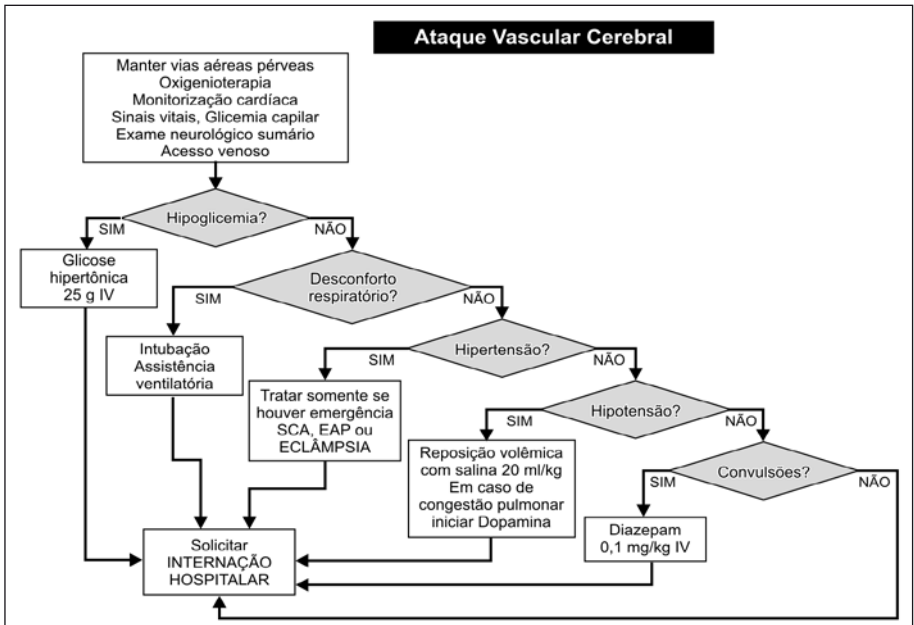 Ataque Vascular Cerebral
Manter vias aéreas pérveas
Oxigenioterapia
Monitorização cardíaca
Sinais vitais, Glicemia capilar
Exame neurológico sumário
Acesso venoso
Hipoglicemia?
SIM
NÃO
Glicose
hipertônica
25 g IV
Desconforto
respiratório?
SIM
NÃO
Intubação
Assistência
ventilatória
Hipertensão?
SIM
NÃO
Tratar somente se
houver emergência
SCA, EAP ou
ECLÂMPSIA
Hipotensão?
SIM
NÃO
Reposição volêmica
com salina 20 ml/kg
Em caso de
congestão pulmonar
iniciar Dopamina
Convulsões?
SIM
NÃO
Diazepam
0,1 mg/kg IV
Solicitar
INTERNAÇÃO
HOSPITALAR